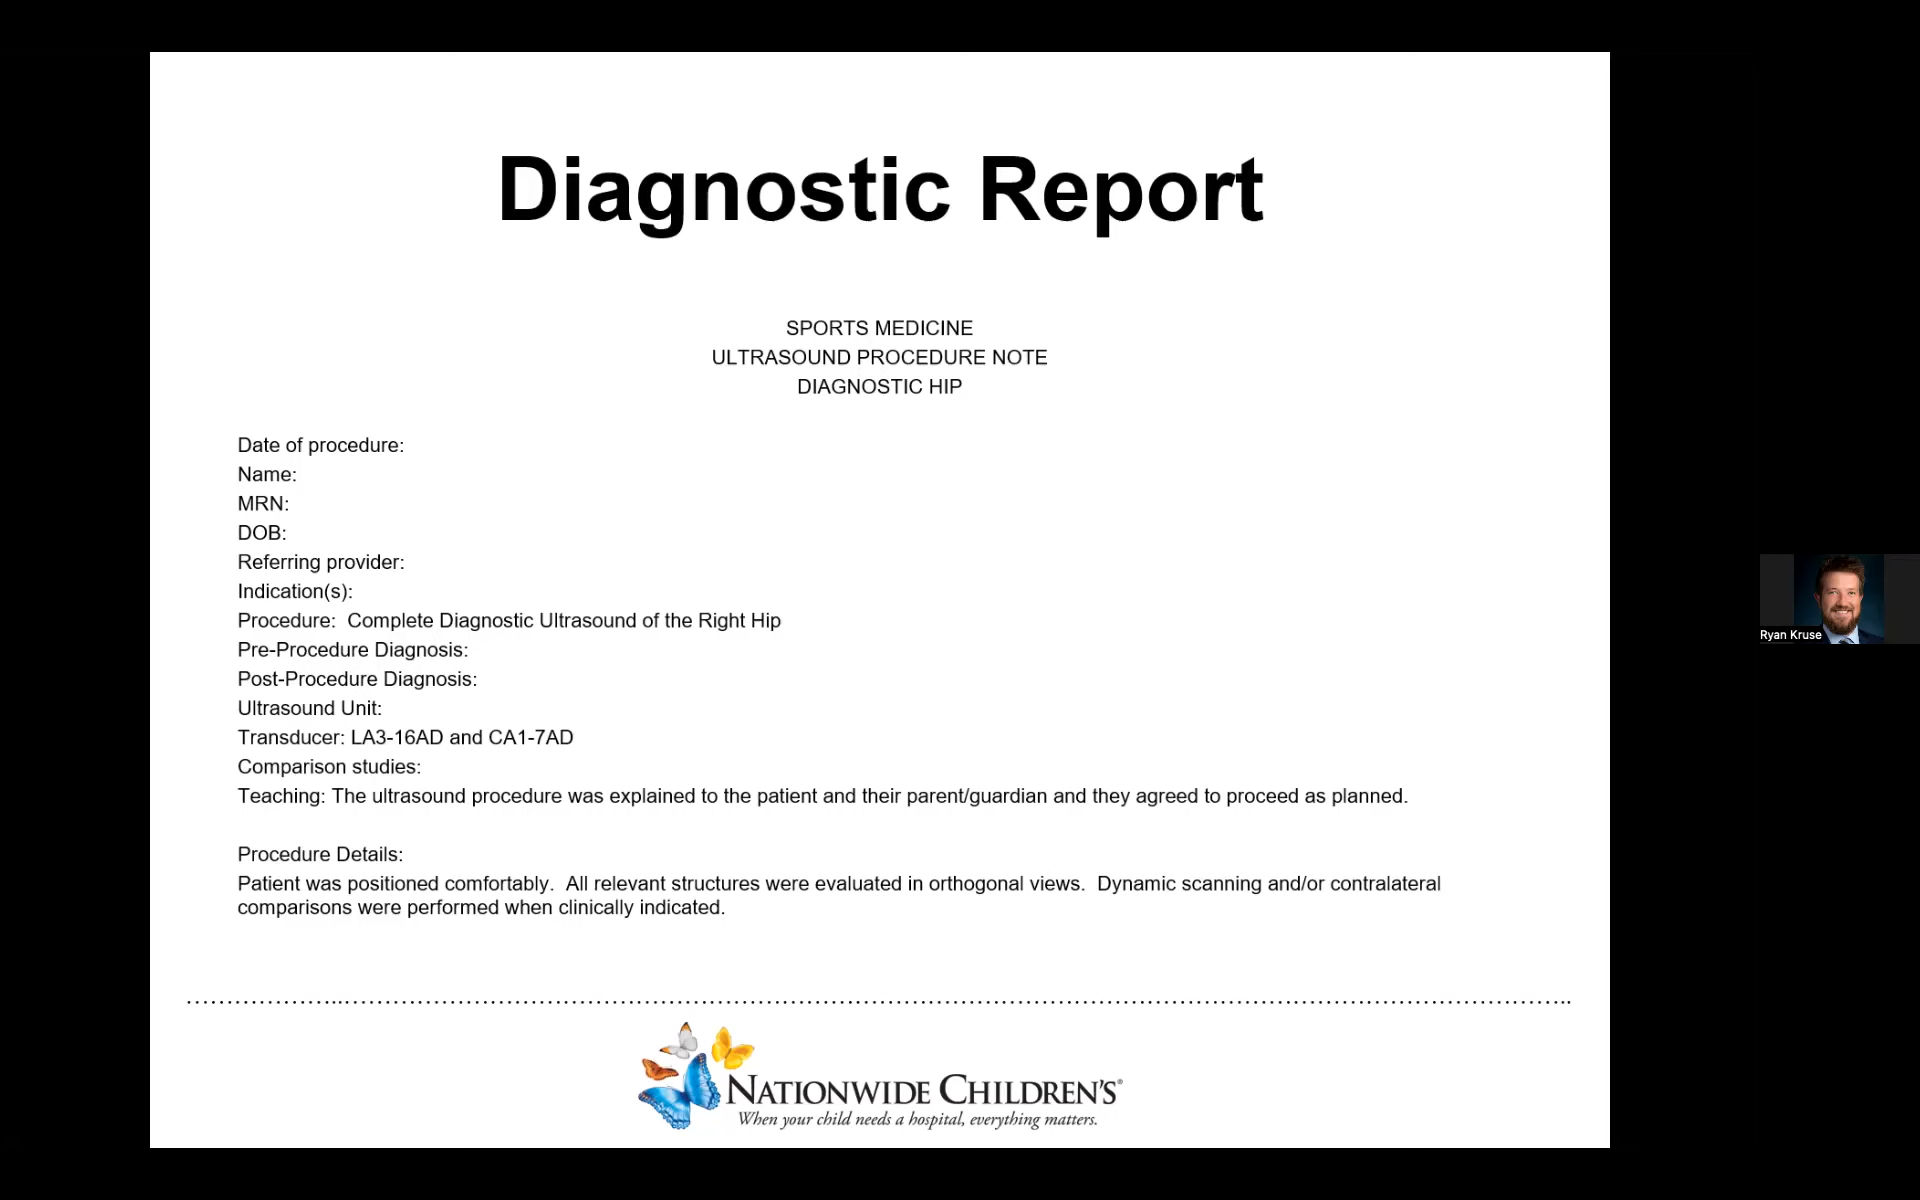 Diagnostic Report
SPORTS MEDICINE
ULTRASOUND PROCEDURE NOTE
DIAGNOSTIC HIP
Date of procedure:
Name:
MRN:
DOB:
Referring provider:
Indication(s):
Procedure:  Complete Diagnostic Ultrasound of the Right Hip
Pre-Procedure Diagnosis:
Post-Procedure Diagnosis:
Ultrasound Unit:
Transducer: LA3-16AD and CA1-7AD
Comparison studies:
Teaching: The ultrasound procedure was explained to the patient and their parent/guardian and they agreed to proceed as planned.
Procedure Details:
Patient was positioned comfortably.  All relevant structures were evaluated in orthogonal views.  Dynamic scanning and/or contralateral
comparisons were performed when clinically indicated.
NATIONWIDE CHILDREN'S®
When your child needs a hospital, everything matters.
Ryan Kruse